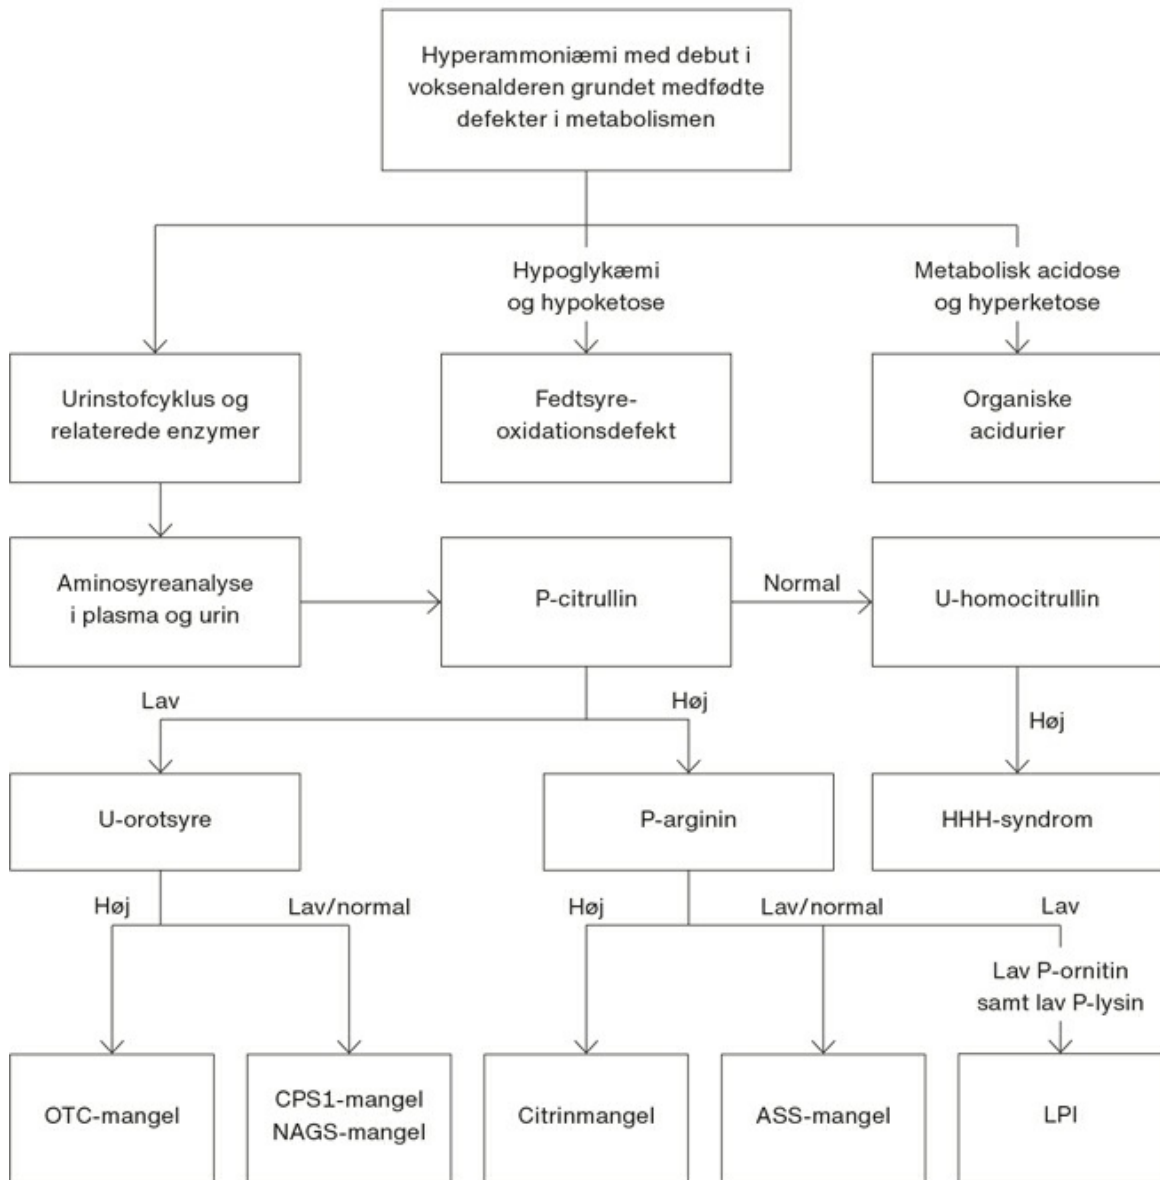 Hyperammoniæmi med debut i
voksenalderen grundet medfødte
defekter i metabolismen
Hypoglykæmi
og hypoketose
Metabolisk acidose
og hyperketose
Urinstofcyklus og
relaterede enzymer
Fedtsyre-
oxidationsdefekt
Organiske
acidurier
Aminosyreanalyse
i plasma og urin
P-citrullin
Normal
U-homocitrullin
Lav
Høj
Høj
U-orotsyre
P-arginin
HHH-syndrom
Høj
Lav/normal
Høj
Lav/normal
Lav
Lav P-ornitin
samt lav P-lysin
OTC-mangel
CPS1-mangel
NAGS-mangel
Citrinmangel
ASS-mangel
LPI